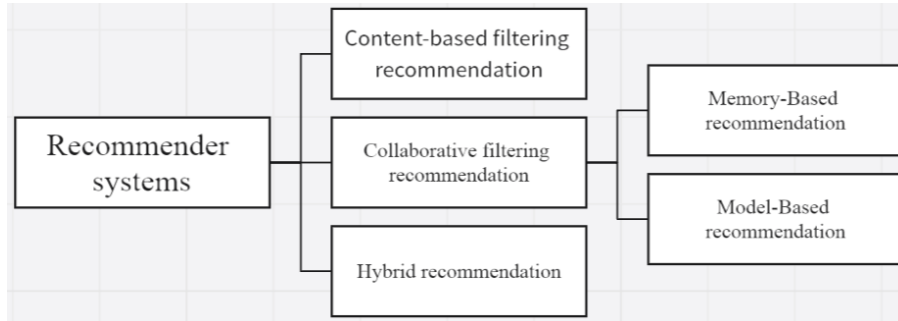 Recommender
systems
Content-based filtering
recommendation
Collaborative filtering
recommendation
Hybrid recommendation
Memory-Based
recommendation
Model-Based
recommendation